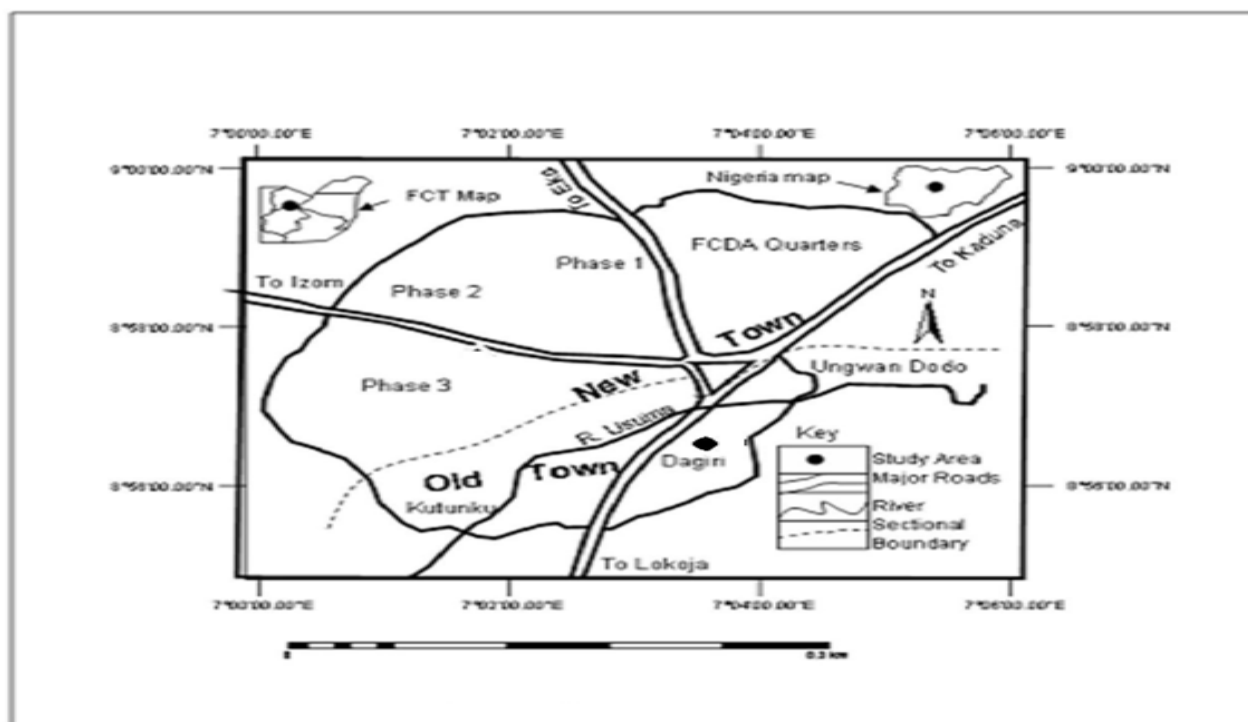 7°00'00.00"E 7°02'00.00"E 7°04'00.00"E 7°06'00.00"E
9°00'00.00"N 9°00'00.00"N
Nigeria map
FCT Map
To
FCDA Quarters
To Kaduna
Phase 1
To Izom
Phase 2
N
8°58'00.00"N 8°58'00.00"N
Town
Ungwan Dodo
Phase 3
New
R. Usuma
Key
Dagiri
Study Area
Old Town
Major Roads
8°56'00.00"N 8°56'00.00"N
Kutunku
River
Sectional
Boundary
To Lokoja
7°00'00.00"E 7°02'00.00"E 7°04'00.00"E 7°06'00.00"E
0 0.3 km